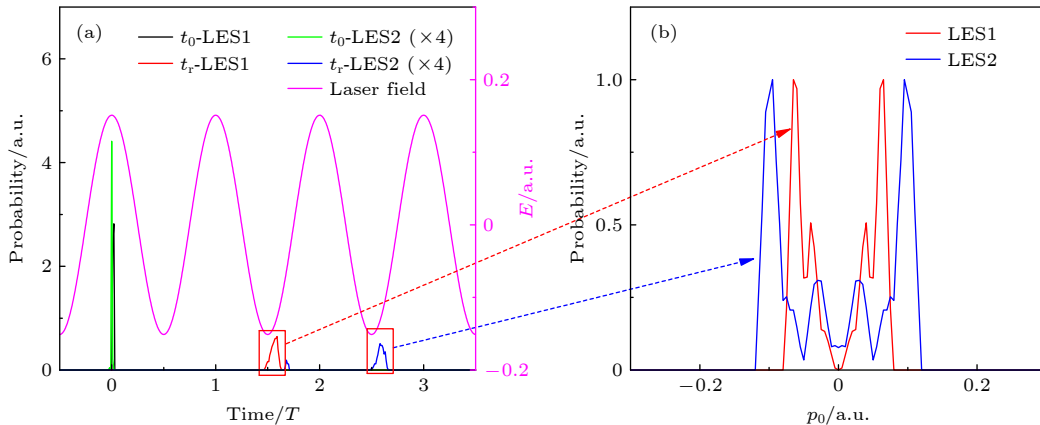 (a)
t₀-LES1
t₀-LES2 (×4)
tᵣ-LES1
tᵣ-LES2 (×4)
Laser field
Probability/a.u.
6
4
2
0
0
1
2
3
Time/T
0.2
0
−0.2
E/a.u.
(b)
LES1
LES2
Probability/a.u.
1.0
0.5
0
−0.2
0
0.2
p₀/a.u.